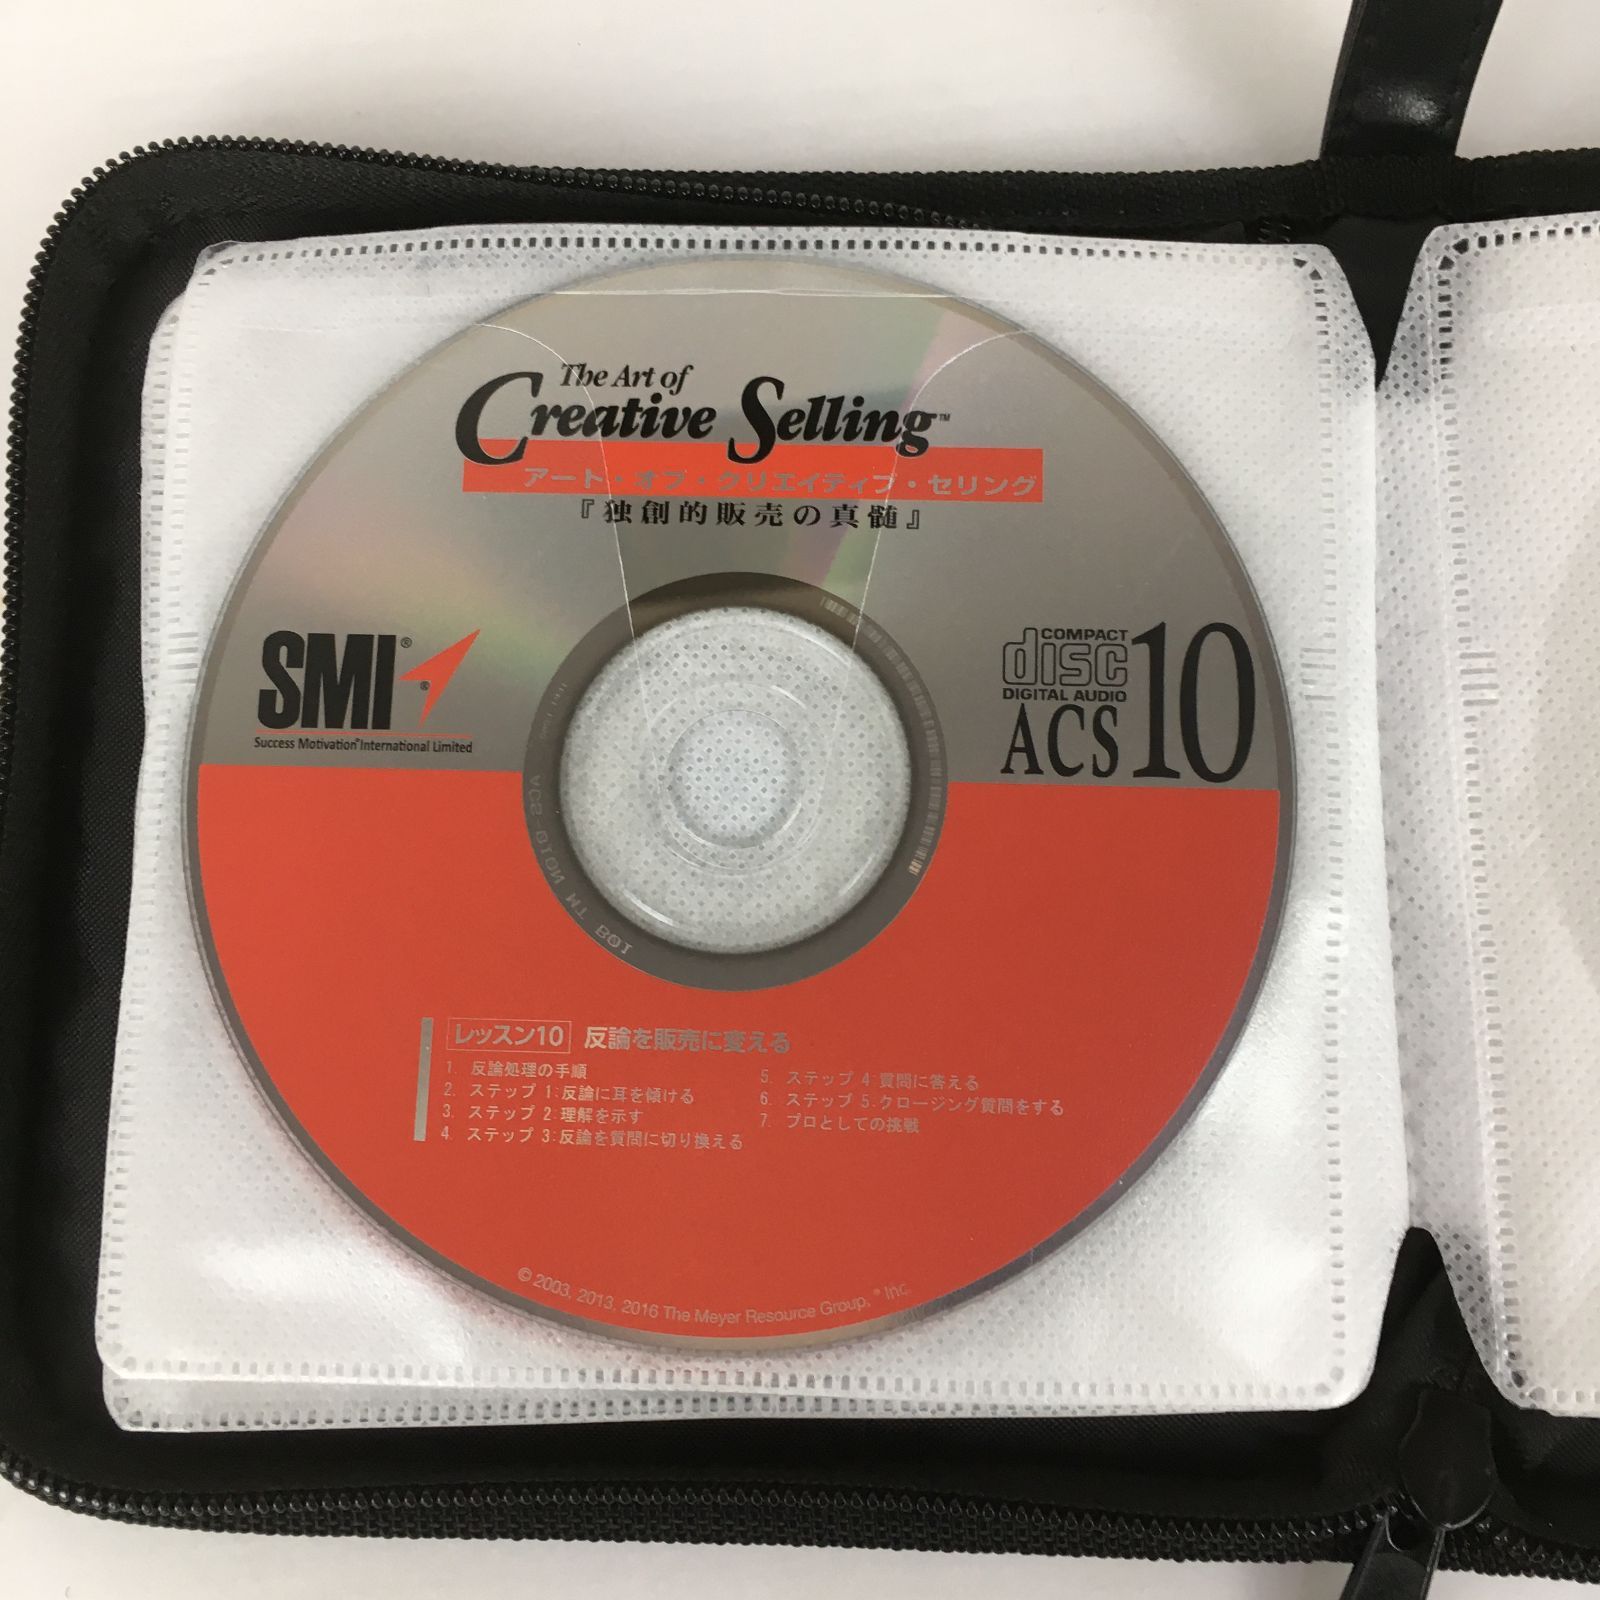 The Art of
Creative Selling™
アート・オブ・クリエイティブ・セリング
『独創的販売の真髄』
SMI®
®
Success Motivation® International Limited
COMPACT
disc
DIGITAL AUDIO
ACS 10
レッスン10 反論を販売に変える
1. 反論処理の手順
2. ステップ 1:反論に耳を傾ける
3. ステップ 2:理解を示す
4. ステップ 3:反論を質問に切り換える
5. ステップ 4:質問に答える
6. ステップ 5:クロージング質問をする
7. プロとしての挑戦
© 2003, 2013, 2016 The Meyer Resource Group, ® Inc